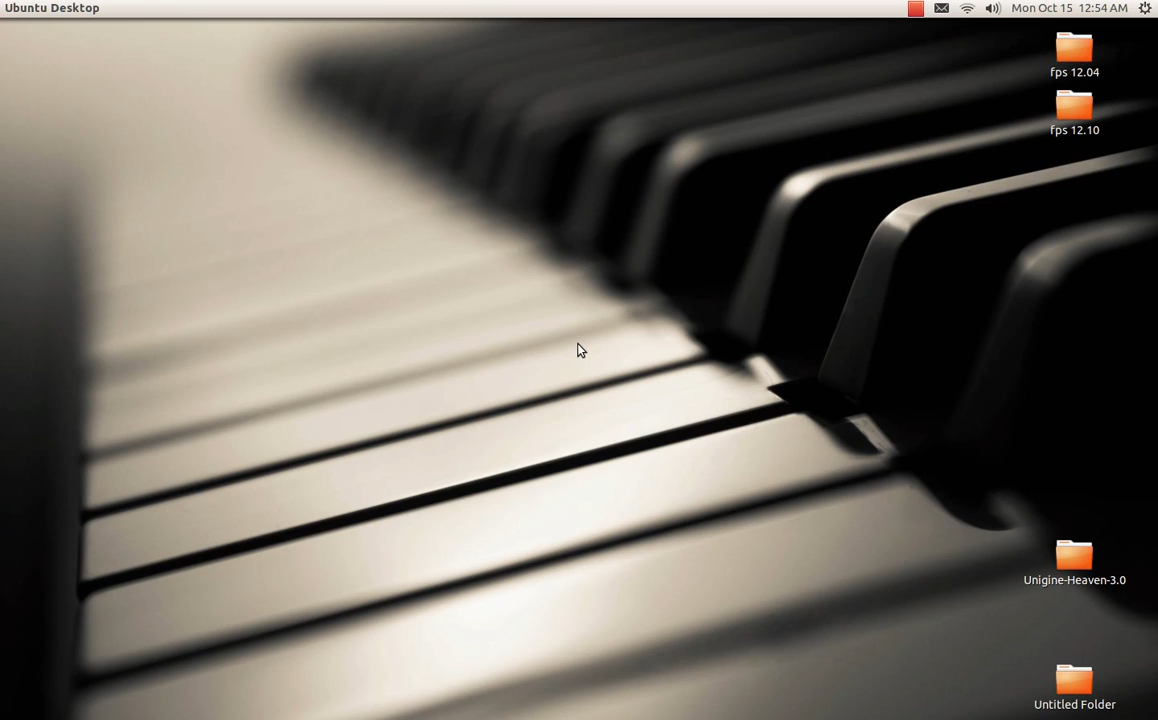 Ubuntu Desktop
Mon Oct 15 12:54 AM
fps 12.04
fps 12.10
Unigine-Heaven-3.0
Untitled Folder